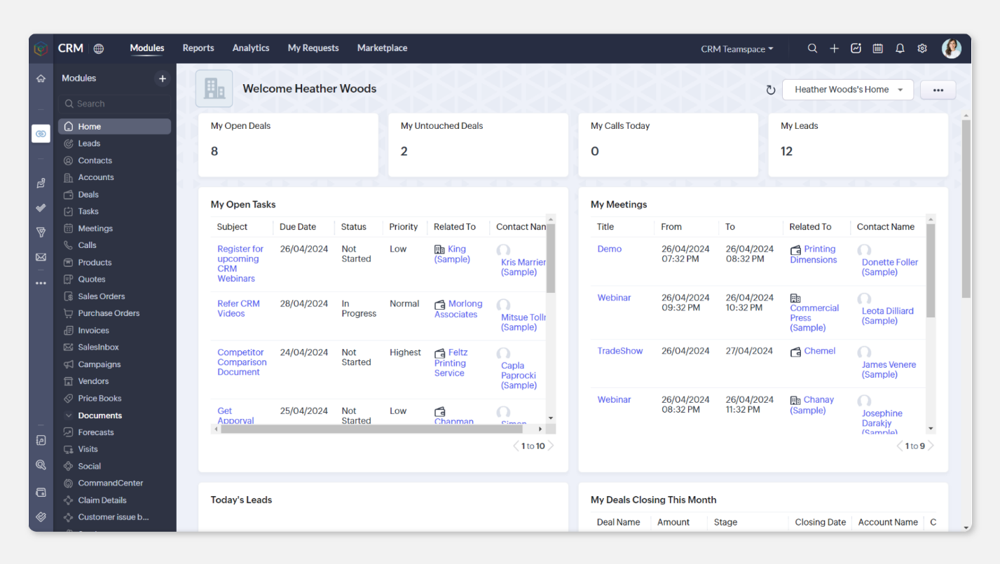 CRM
Modules
Reports
Analytics
My Requests
Marketplace
CRM Teamspace
Modules
Search
Home
Leads
Contacts
Accounts
Deals
Tasks
Meetings
Calls
Products
Quotes
Sales Orders
Purchase Orders
Invoices
SalesInbox
Campaigns
Vendors
Price Books
Documents
Forecasts
Visits
Social
CommandCenter
Claim Details
Customer issue b...
Welcome Heather Woods
Heather Woods's Home
My Open Deals
8
My Untouched Deals
2
My Calls Today
0
My Leads
12
My Open Tasks
Subject Due Date Status Priority Related To Contact Nan
Register for
upcoming
CRM
Webinars
26/04/2024
Not
Started
Low
King
(Sample)
Kris Marrier
(Sample)
Refer CRM
Videos
28/04/2024
In
Progress
Normal
Morlong
Associates
Mitsue Tollr
(Sample)
Competitor
Comparison
Document
24/04/2024
Not
Started
Highest
Feltz
Printing
Service
Capla
Paprocki
(Sample)
Get
Apporval
25/04/2024
Not
Started
Low
Chapman
Simon
1 to 10
My Meetings
Title From To Related To Contact Name
Demo
26/04/2024
07:32 PM
26/04/2024
08:32 PM
Printing
Dimensions
Donette Foller
(Sample)
Webinar
26/04/2024
09:32 PM
26/04/2024
10:32 PM
Commercial
Press
(Sample)
Leota Dilliard
(Sample)
TradeShow
26/04/2024
27/04/2024
Chemel
James Venere
(Sample)
Webinar
26/04/2024
08:32 PM
26/04/2024
11:32 PM
Chanay
(Sample)
Josephine
Darakjy
(Sample)
1 to 9
Today's Leads
My Deals Closing This Month
Deal Name Amount Stage Closing Date Account Name C